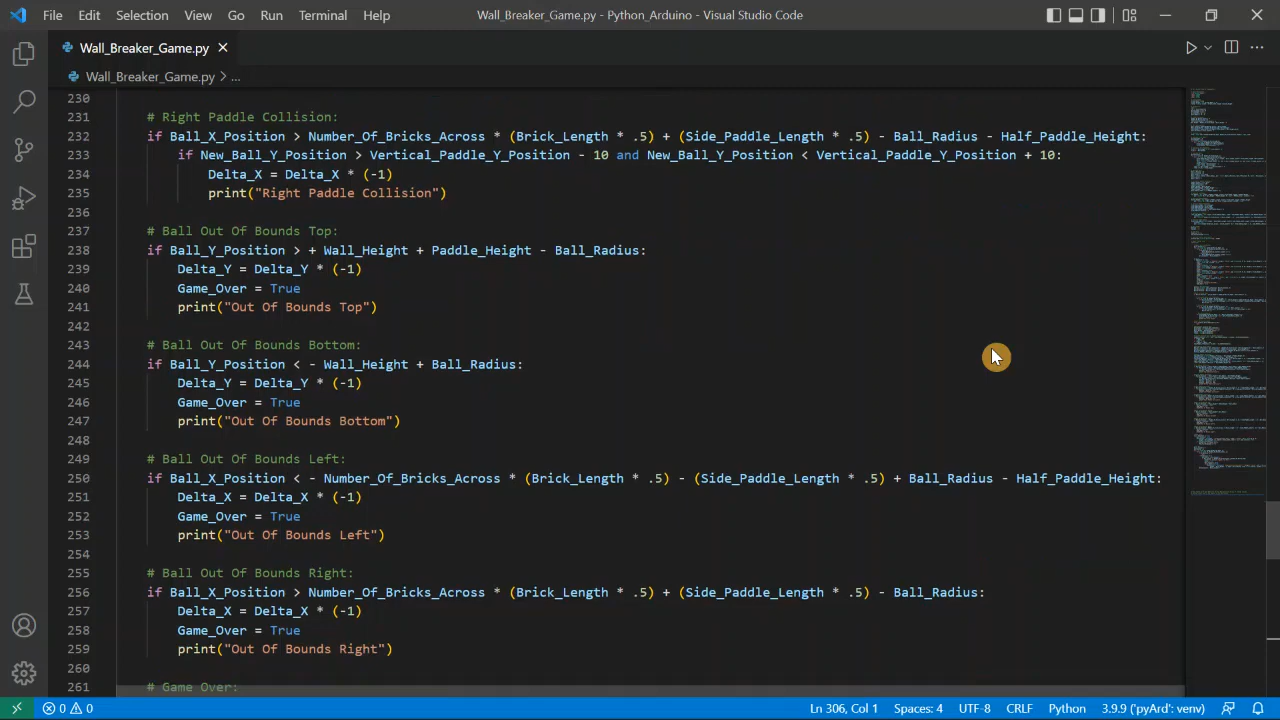 File Edit Selection View Go Run Terminal Help Wall_Breaker_Game.py - Python_Arduino - Visual Studio Code
Wall_Breaker_Game.py
Wall_Breaker_Game.py > ...
230
231 # Right Paddle Collision:
232 if Ball_X_Position > Number_Of_Bricks_Across * (Brick_Length * .5) + (Side_Paddle_Length * .5) - Ball_Radius - Half_Paddle_Height:
233 if New_Ball_Y_Position > Vertical_Paddle_Y_Position - 10 and New_Ball_Y_Position < Vertical_Paddle_Y_Position + 10:
234 Delta_X = Delta_X * (-1)
235 print("Right Paddle Collision")
236
237 # Ball Out Of Bounds Top:
238 if Ball_Y_Position > + Wall_Height + Paddle_Height - Ball_Radius:
239 Delta_Y = Delta_Y * (-1)
240 Game_Over = True
241 print("Out Of Bounds Top")
242
243 # Ball Out Of Bounds Bottom:
244 if Ball_Y_Position < - Wall_Height + Ball_Radius:
245 Delta_Y = Delta_Y * (-1)
246 Game_Over = True
247 print("Out Of Bounds Bottom")
248
249 # Ball Out Of Bounds Left:
250 if Ball_X_Position < - Number_Of_Bricks_Across * (Brick_Length * .5) - (Side_Paddle_Length * .5) + Ball_Radius - Half_Paddle_Height:
251 Delta_X = Delta_X * (-1)
252 Game_Over = True
253 print("Out Of Bounds Left")
254
255 # Ball Out Of Bounds Right:
256 if Ball_X_Position > Number_Of_Bricks_Across * (Brick_Length * .5) + (Side_Paddle_Length * .5) - Ball_Radius:
257 Delta_X = Delta_X * (-1)
258 Game_Over = True
259 print("Out Of Bounds Right")
260
261 # Game Over:
0 0 Ln 306, Col 1 Spaces: 4 UTF-8 CRLF Python 3.9.9 ('pyArd': venv)